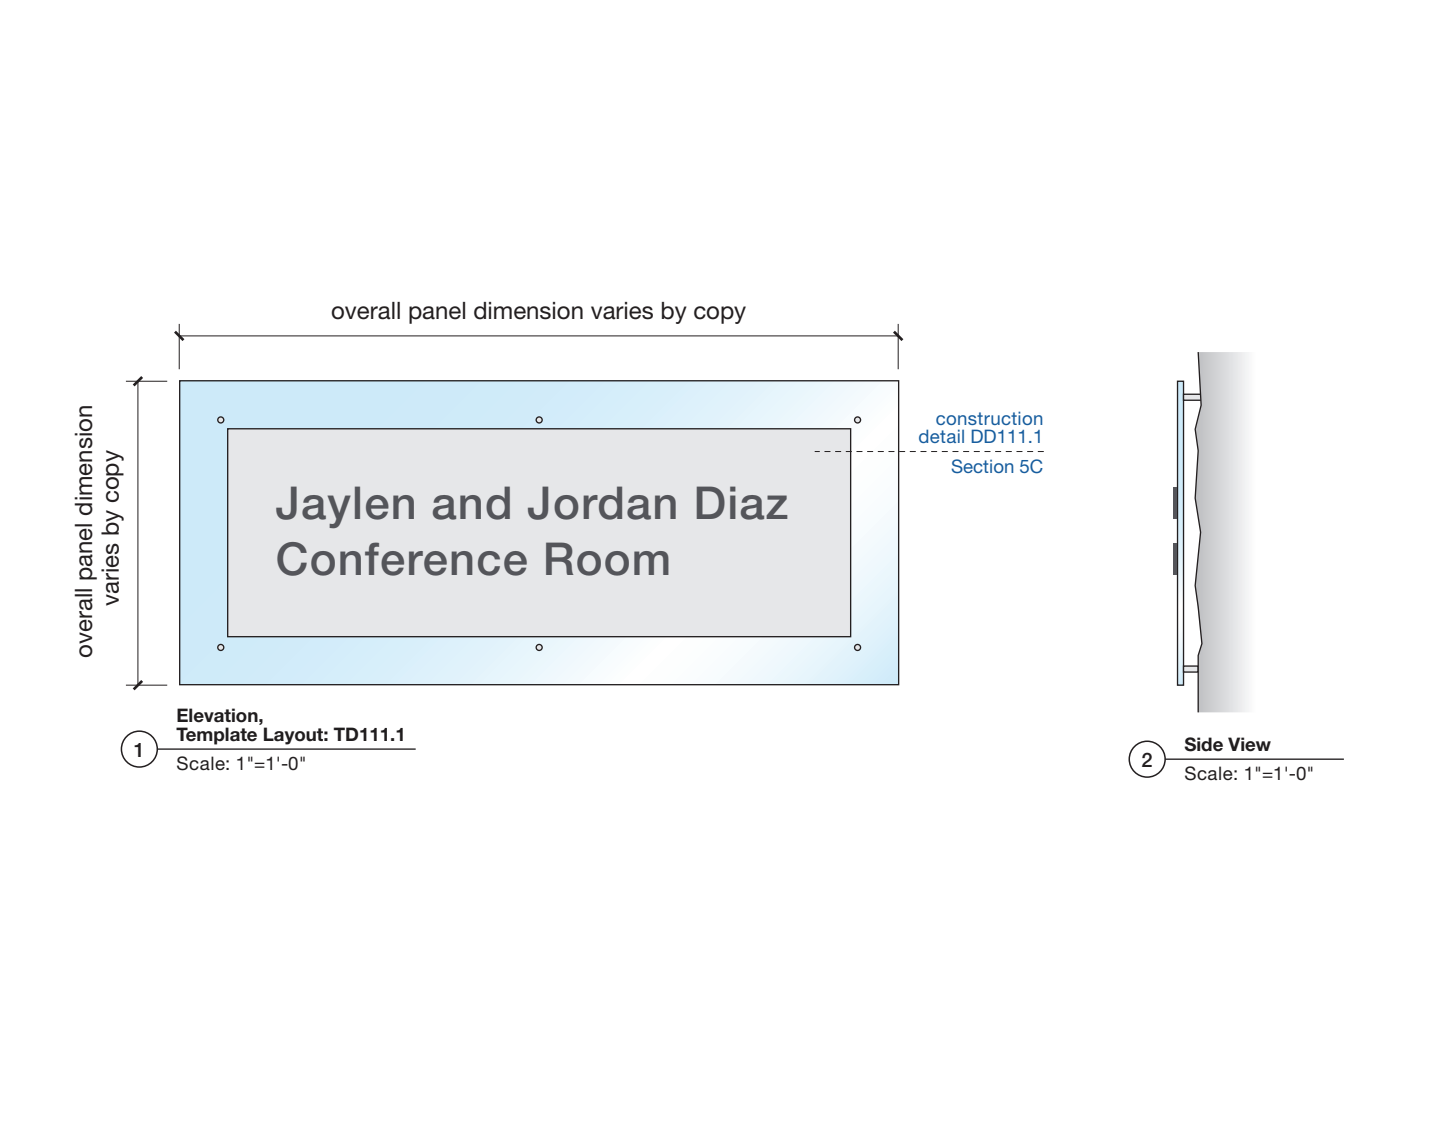 overall panel dimension varies by copy
overall panel dimension
varies by copy
construction
detail DD111.1
Section 5C
Jaylen and Jordan Diaz
Conference Room
Elevation,
Template Layout: TD111.1
1
Scale: 1"=1'-0"
Side View
2
Scale: 1"=1'-0"